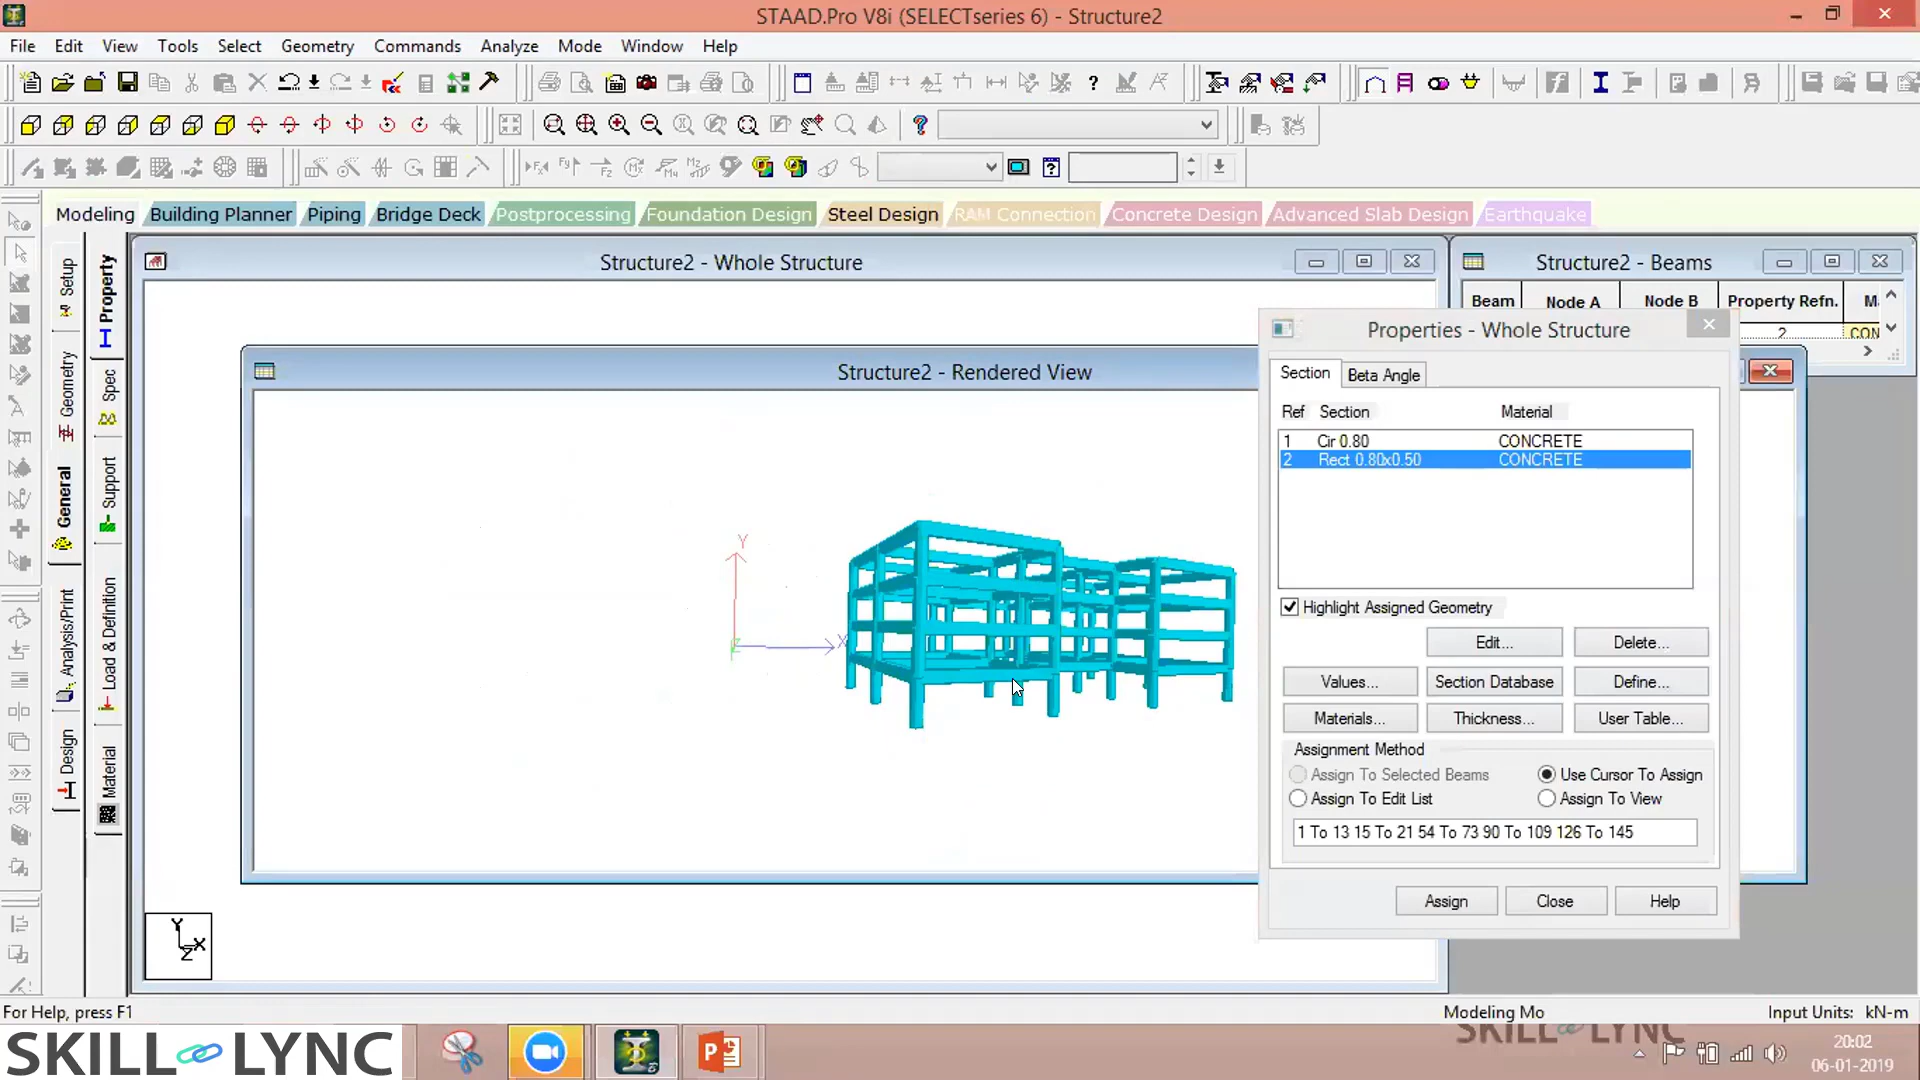 STAAD.Pro V8i (SELECTseries 6) - Structure2
File Edit View Tools Select Geometry Commands Analyze Mode Window Help
Modeling Building Planner Piping Bridge Deck Postprocessing Foundation Design Steel Design RAM Connection Concrete Design Advanced Slab Design Earthquake
Setup
Geometry
General
Analysis/Print
Design
Property
Spec
Support
Load & Definition
Material
Structure2 - Whole Structure
Structure2 - Beams
Beam Node A Node B Property Refn.
2 CON
Structure2 - Rendered View
Y
X
Properties - Whole Structure
Section Beta Angle
Ref Section Material
1 Cir 0.80 CONCRETE
2 Rect 0.80x0.50 CONCRETE
Highlight Assigned Geometry
Edit... Delete...
Values... Section Database Define...
Materials... Thickness... User Table...
Assignment Method
Assign To Selected Beams Use Cursor To Assign
Assign To Edit List Assign To View
1 To 13 15 To 21 54 To 73 90 To 109 126 To 145
Assign Close Help
Y
X
Z
For Help, press F1
Modeling Mo
Input Units: kN-m
SKILL LYNC
SKILL LYNC
20:02
06-01-2019